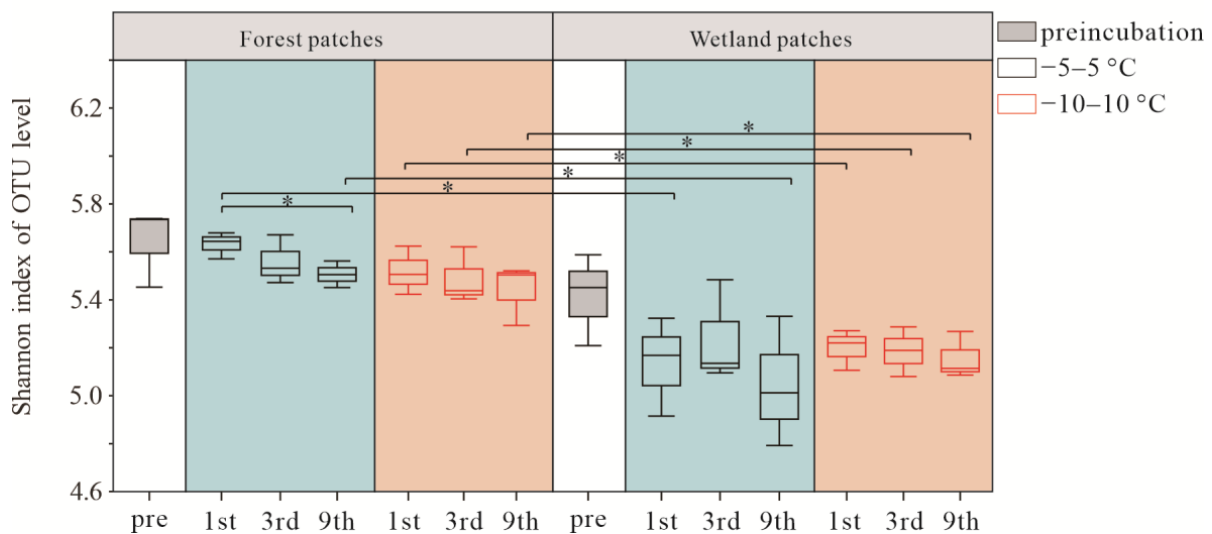 Forest patches
Wetland patches
preincubation
−5–5 °C
−10–10 °C
Shannon index of OTU level
6.2
5.8
5.4
5.0
4.6
*
*
*
*
*
*
pre 1st 3rd 9th 1st 3rd 9th pre 1st 3rd 9th 1st 3rd 9th